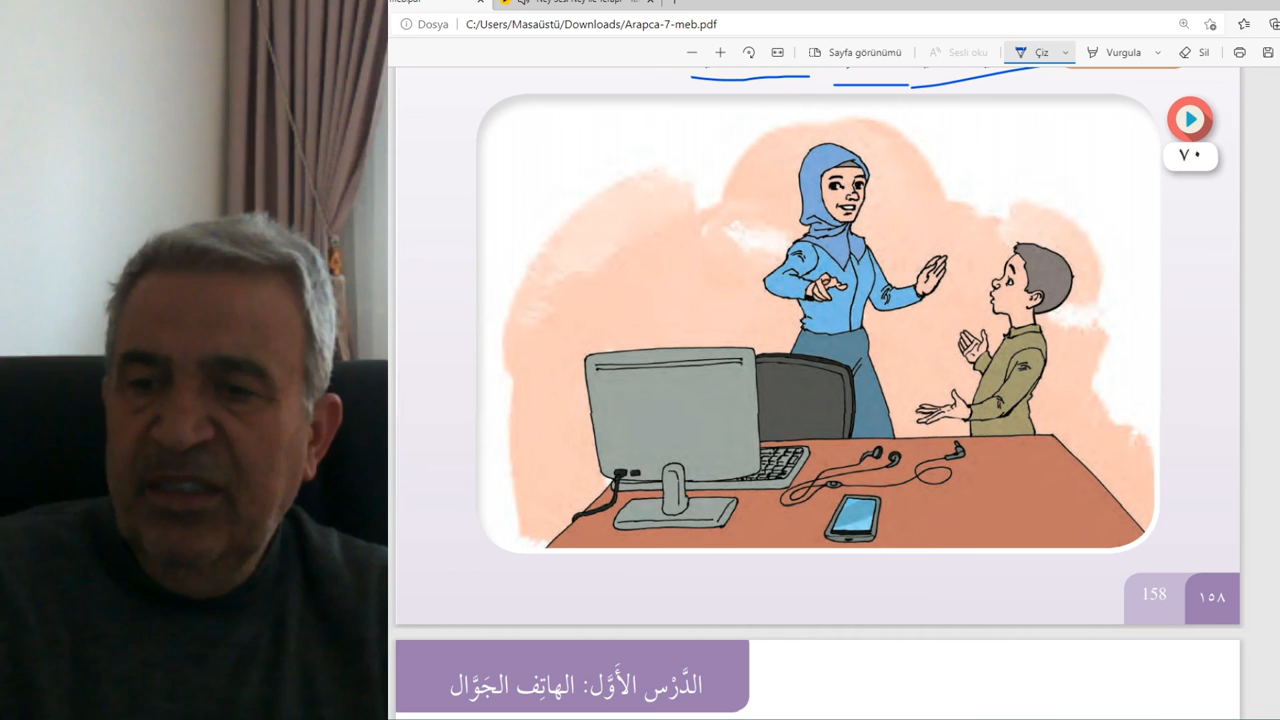 Dosya C:/Users/Masaüstü/Downloads/Arapca-7-meb.pdf
Sayfa görünümü Sesli oku Çiz Vurgula Sil
٧٠
158 ١٥٨
الدَّرْس الأَوَّل: الهاتِف الجَوَّال